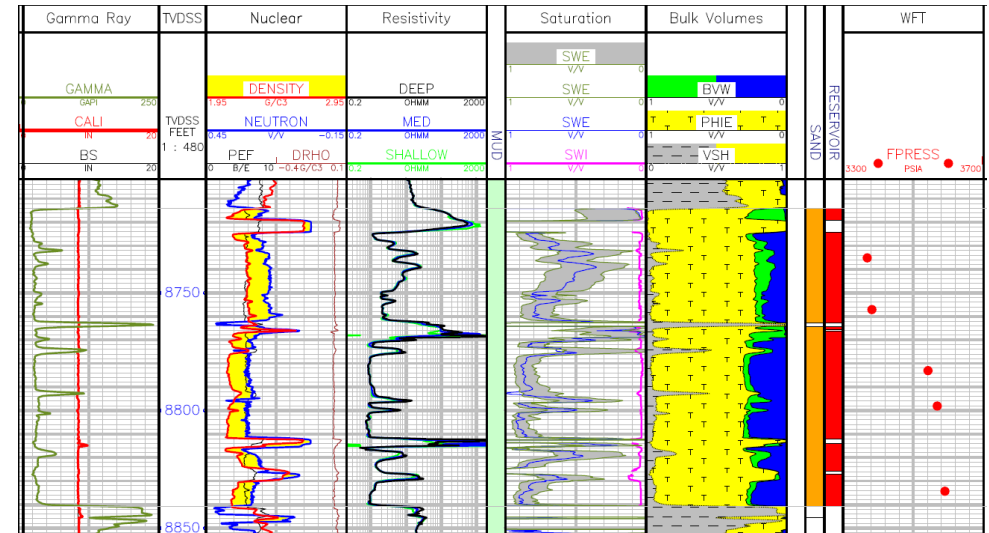 Gamma Ray TVDSS Nuclear Resistivity Saturation Bulk Volumes WFT
SWE
1 V/V 0
GAMMA DENSITY DEEP SWE BVW
GAPI 250 1.95 G/C3 2.95 0.2 OHMM 2000 1 V/V 0 1 V/V 0
CALI TVDSS NEUTRON MED SWE PHIE
IN 20 FEET 0.45 V/V -0.15 0.2 OHMM 2000 1 V/V 0 1 V/V 0
BS 1 : 480 PEF DRHO SHALLOW SWI VSH FPRESS
IN 20 0 B/E 10 -0.4 G/C3 0.1 0.2 OHMM 2000 1 V/V 0 0 V/V 1 3300 PSIA 3700
MUD
SAND
RESERVOIR
8750
8800
8850